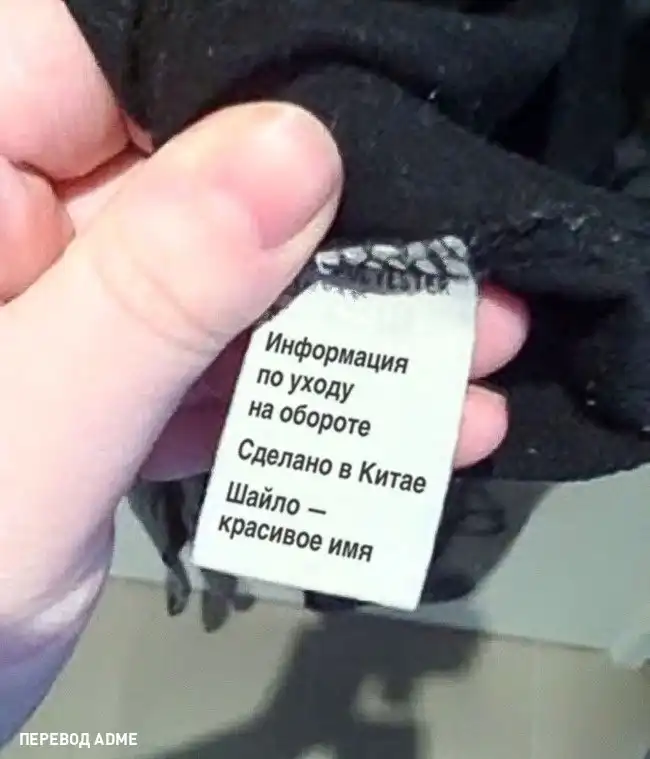 Информация
по уходу
на обороте
Сделано в Китае
Шайло —
красивое имя
ПЕРЕВОД ADME